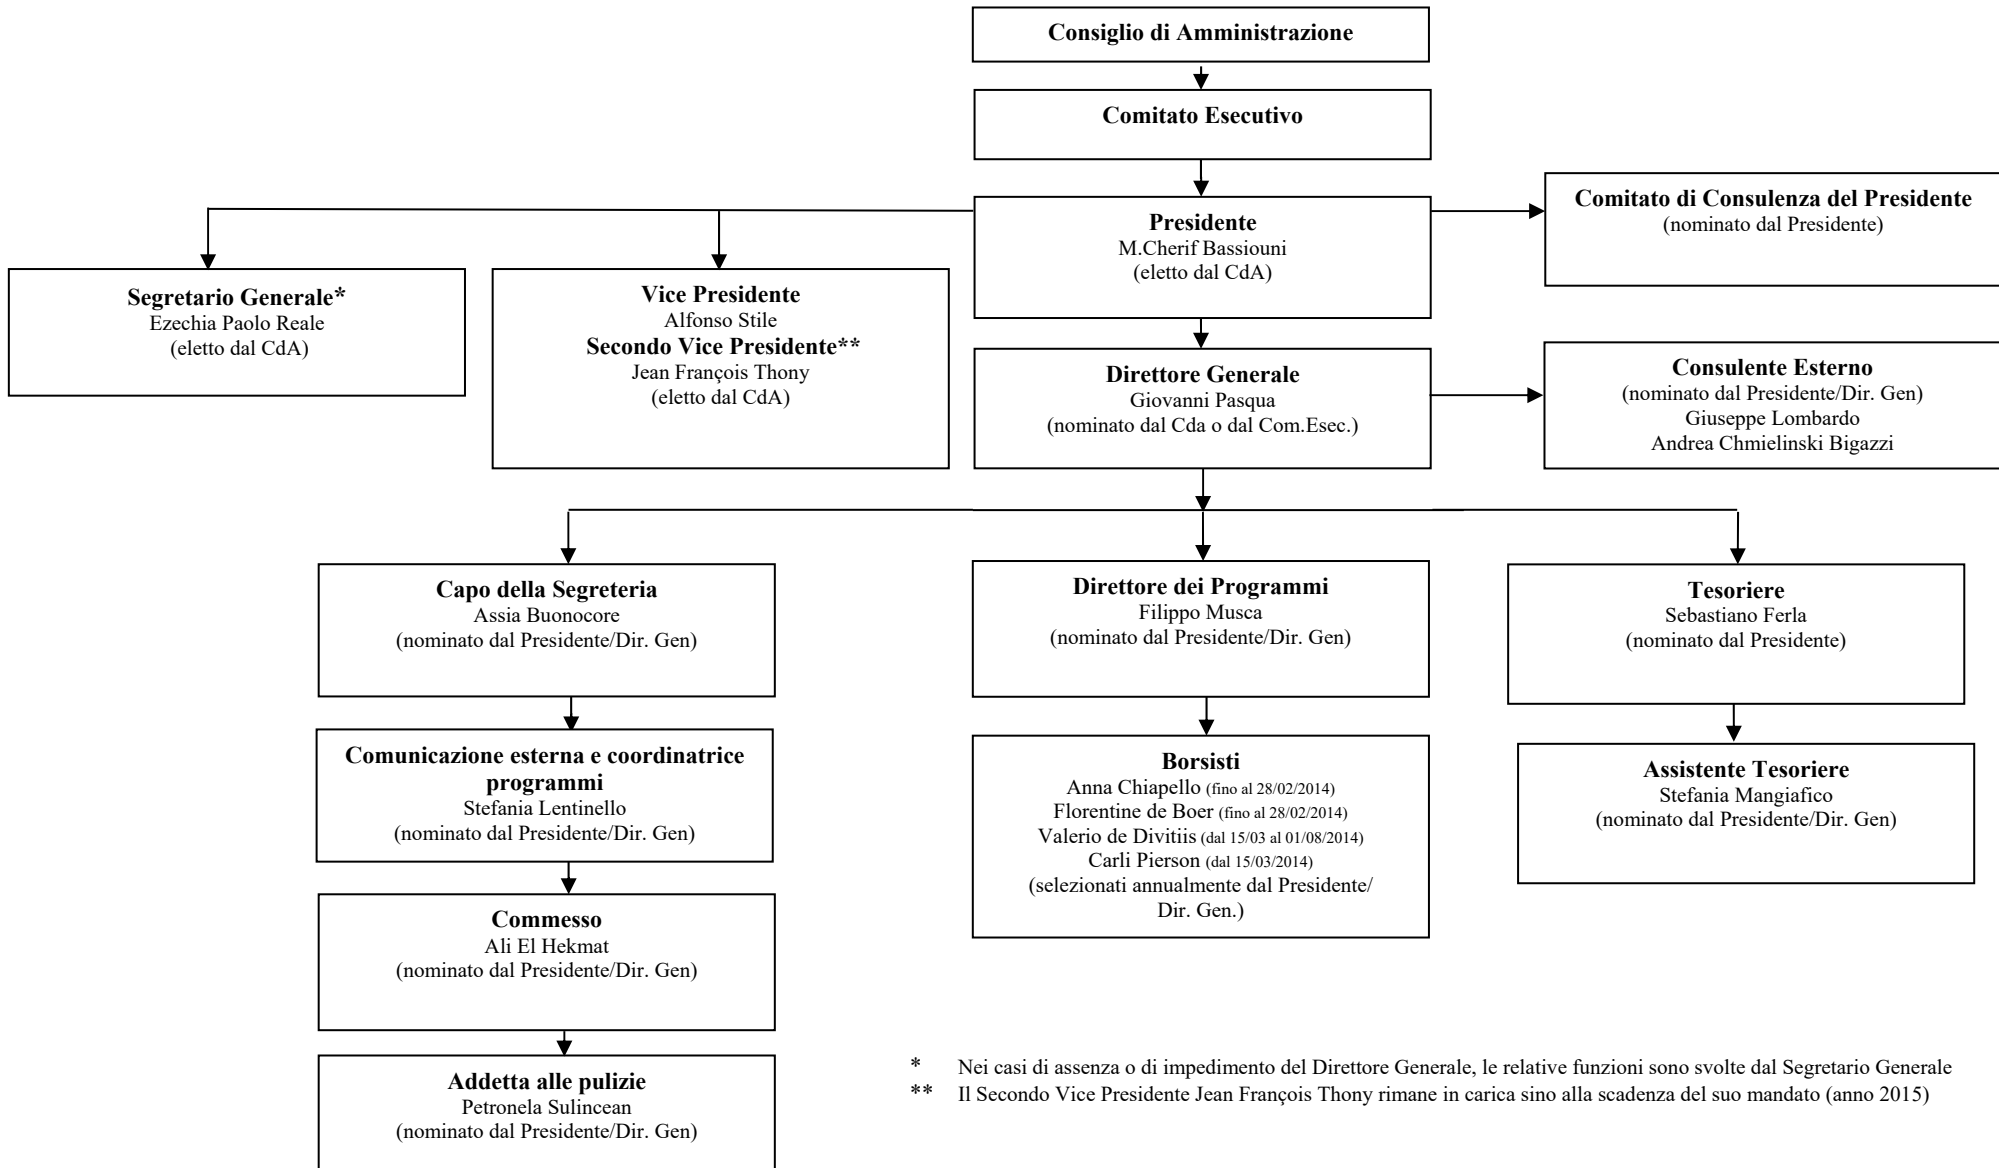 Consiglio di Amministrazione
Comitato Esecutivo
Presidente
M.Cherif Bassiouni
(eletto dal CdA)
Comitato di Consulenza del Presidente
(nominato dal Presidente)
Segretario Generale*
Ezechia Paolo Reale
(eletto dal CdA)
Vice Presidente
Alfonso Stile
Secondo Vice Presidente**
Jean François Thony
(eletto dal CdA)
Direttore Generale
Giovanni Pasqua
(nominato dal Cda o dal Com.Esec.)
Consulente Esterno
(nominato dal Presidente/Dir. Gen)
Giuseppe Lombardo
Andrea Chmielinski Bigazzi
Capo della Segreteria
Assia Buonocore
(nominato dal Presidente/Dir. Gen)
Direttore dei Programmi
Filippo Musca
(nominato dal Presidente/Dir. Gen)
Tesoriere
Sebastiano Ferla
(nominato dal Presidente)
Comunicazione esterna e coordinatrice
programmi
Stefania Lentinello
(nominato dal Presidente/Dir. Gen)
Borsisti
Anna Chiapello (fino al 28/02/2014)
Florentine de Boer (fino al 28/02/2014)
Valerio de Divitiis (dal 15/03 al 01/08/2014)
Carli Pierson (dal 15/03/2014)
(selezionati annualmente dal Presidente/
Dir. Gen.)
Assistente Tesoriere
Stefania Mangiafico
(nominato dal Presidente/Dir. Gen)
Commesso
Ali El Hekmat
(nominato dal Presidente/Dir. Gen)
Addetta alle pulizie
Petronela Sulincean
(nominato dal Presidente/Dir. Gen)
* Nei casi di assenza o di impedimento del Direttore Generale, le relative funzioni sono svolte dal Segretario Generale
** Il Secondo Vice Presidente Jean François Thony rimane in carica sino alla scadenza del suo mandato (anno 2015)